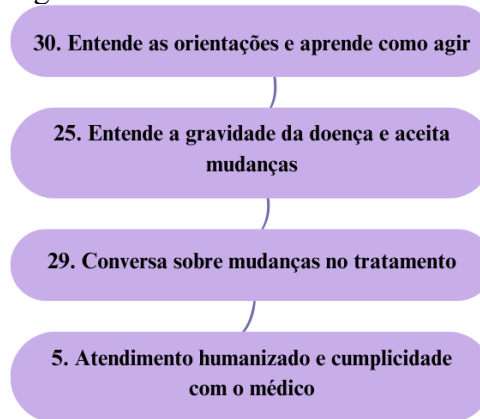 30. Entende as orientações e aprende como agir
25. Entende a gravidade da doença e aceita
mudanças
29. Conversa sobre mudanças no tratamento
5. Atendimento humanizado e cumplicidade
com o médico